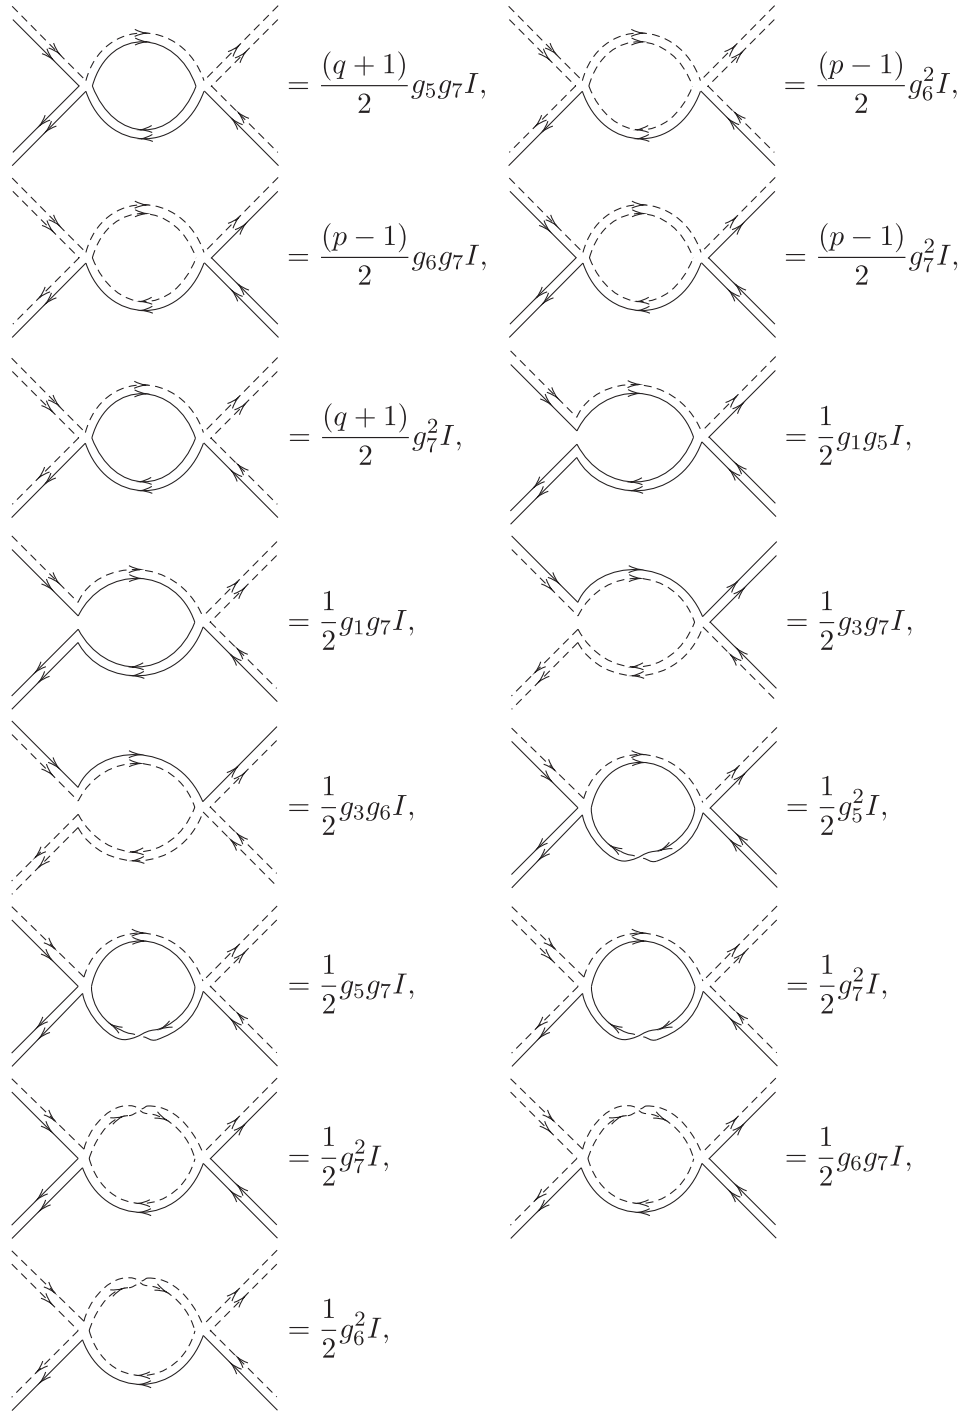 = \frac{(q+1)}{2} g_5 g_7 I,
= \frac{(p-1)}{2} g_6^2 I,
= \frac{(p-1)}{2} g_6 g_7 I,
= \frac{(p-1)}{2} g_7^2 I,
= \frac{(q+1)}{2} g_7^2 I,
= \frac{1}{2} g_1 g_5 I,
= \frac{1}{2} g_1 g_7 I,
= \frac{1}{2} g_3 g_7 I,
= \frac{1}{2} g_3 g_6 I,
= \frac{1}{2} g_5^2 I,
= \frac{1}{2} g_5 g_7 I,
= \frac{1}{2} g_7^2 I,
= \frac{1}{2} g_7^2 I,
= \frac{1}{2} g_6 g_7 I,
= \frac{1}{2} g_6^2 I,